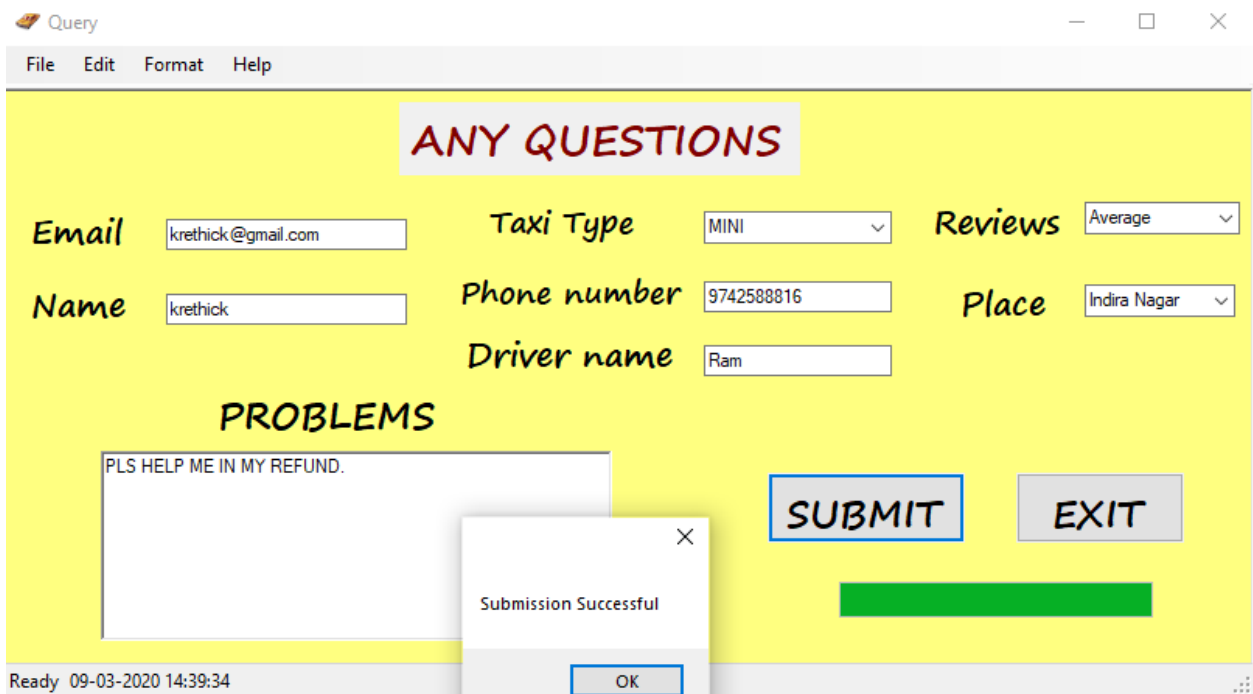 Query
File Edit Format Help
ANY QUESTIONS
Email krethick@gmail.com Taxi Type MINI Reviews Average
Name krethick Phone number 9742588816 Place Indira Nagar
Driver name Ram
PROBLEMS
PLS HELP ME IN MY REFUND.
SUBMIT EXIT
Submission Successful
OK
Ready 09-03-2020 14:39:34